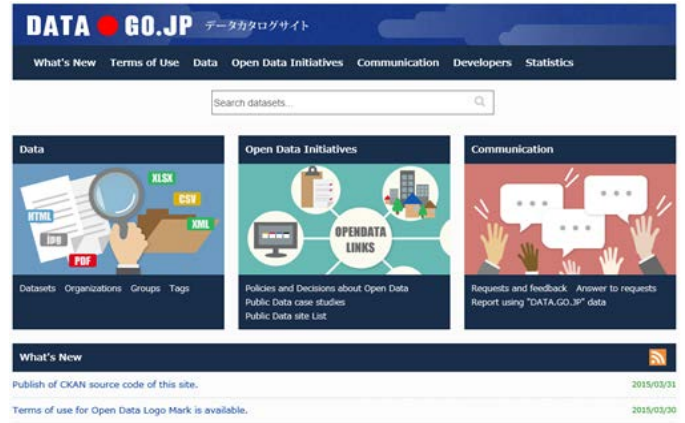 DATA GO.JP データカタログサイト
What's New Terms of Use Data Open Data Initiatives Communication Developers Statistics
Search datasets...
Data
XLSX
CSV
HTML
XML
jpg
PDF
Datasets Organizations Groups Tags
Open Data Initiatives
OPENDATA
LINKS
Policies and Decisions about Open Data
Public Data case studies
Public Data site List
Communication
Requests and feedback Answer to requests
Report using "DATA.GO.JP" data
What's New
Publish of CKAN source code of this site. 2015/03/31
Terms of use for Open Data Logo Mark is available. 2015/03/30